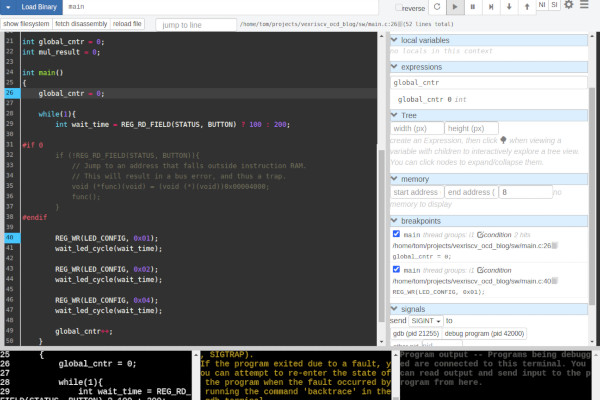 Load Binary main reverse NI SI
show filesystem fetch disassembly reload file jump to line /home/tom/projects/vexriscv_ocd_blog/sw/main.c:26 (52 lines total)
21 int global_cntr = 0;
22 int mul_result = 0;
23
24 int main()
25 {
26 global_cntr = 0;
27
28 while(1){
29 int wait_time = REG_RD_FIELD(STATUS, BUTTON) ? 100 : 200;
30
31 #if 0
32 if (!REG_RD_FIELD(STATUS, BUTTON)){
33 // Jump to an address that falls outside instruction RAM.
34 // This will result in a bus error, and thus a trap.
35 void (*func)(void) = (void (*)(void))0x00004000;
36 func();
37 }
38 #endif
39
40 REG_WR(LED_CONFIG, 0x01);
41 wait_led_cycle(wait_time);
42
43 REG_WR(LED_CONFIG, 0x02);
44 wait_led_cycle(wait_time);
45
46 REG_WR(LED_CONFIG, 0x04);
47 wait_led_cycle(wait_time);
48
49 global_cntr++;
50 }
local variables
no locals in this context
expressions
global_cntr
global_cntr 0 int
Tree
width (px) height (px)
create an Expression, then click when viewing a
variable with children to interactively explore a tree view.
You can click nodes to expand/collapse them.
memory
start address end address ( 8 no
memory to display
breakpoints
main thread groups: i1 condition 2 hits
/home/tom/projects/vexriscv_ocd_blog/sw/main.c:26
global_cntr = 0;
main thread groups: i1 condition
/home/tom/projects/vexriscv_ocd_blog/sw/main.c:40
REG_WR(LED_CONFIG, 0x01);
signals
send SIGINT to
gdb (pid 21255) debug program (pid 42000)
pid
25 {
26 global_cntr = 0;
27
28 while(1){
29 int wait_time = REG_RD_
FIELD(STATUS, BUTTON) ? 100 : 200;
, SIGTRAP).
If the program exited due to a fault, y
ou can attempt to re-enter the state of
the program when the fault occurred by
running the command 'backtrace' in the
gdb terminal.
Program output -- Programs being debugg
ed are connected to this terminal. You
can read output and send input to the p
rogram from here.